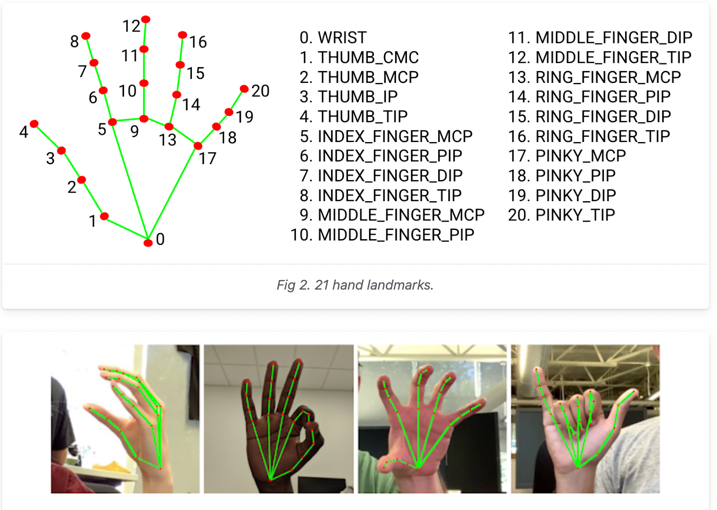 12
8
16
11
7
15
20
6
10
14
19
4
5
9
13
18
3
17
2
1
0
0. WRIST
1. THUMB_CMC
2. THUMB_MCP
3. THUMB_IP
4. THUMB_TIP
5. INDEX_FINGER_MCP
6. INDEX_FINGER_PIP
7. INDEX_FINGER_DIP
8. INDEX_FINGER_TIP
9. MIDDLE_FINGER_MCP
10. MIDDLE_FINGER_PIP
11. MIDDLE_FINGER_DIP
12. MIDDLE_FINGER_TIP
13. RING_FINGER_MCP
14. RING_FINGER_PIP
15. RING_FINGER_DIP
16. RING_FINGER_TIP
17. PINKY_MCP
18. PINKY_PIP
19. PINKY_DIP
20. PINKY_TIP
Fig 2. 21 hand landmarks.